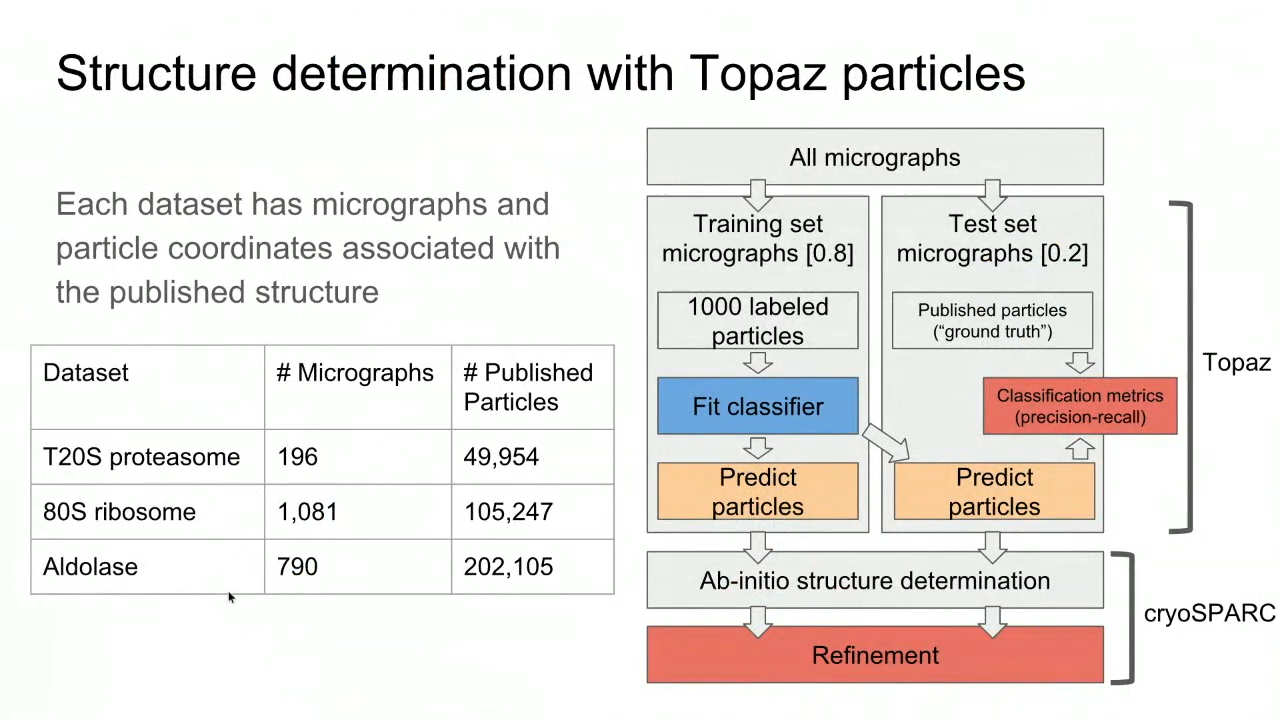 Structure determination with Topaz particles
Each dataset has micrographs and
particle coordinates associated with
the published structure
Dataset
# Micrographs
# Published
Particles
T20S proteasome
196
49,954
80S ribosome
1,081
105,247
Aldolase
790
202,105
All micrographs
Training set
micrographs [0.8]
1000 labeled
particles
Fit classifier
Predict
particles
Test set
micrographs [0.2]
Published particles
(“ground truth”)
Classification metrics
(precision-recall)
Predict
particles
Topaz
Ab-initio structure determination
Refinement
cryoSPARC